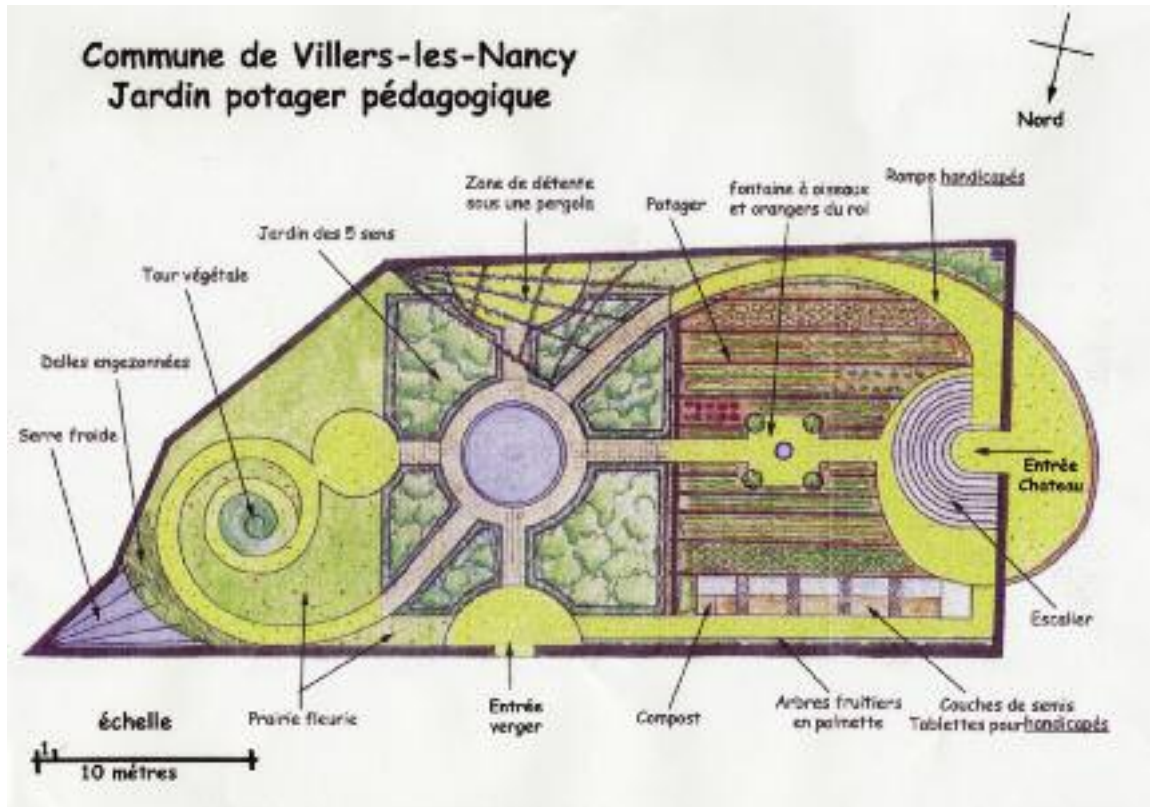 Commune de Villers-les-Nancy
Jardin potager pédagogique
Nord
Zone de détente
sous une pergola
Potager
fontaine à oiseaux
et orangers du roi
Rampe handicapés
Jardin des 5 sens
Tour végétale
Dalles engazonnées
Serre froide
Entrée
Chateau
Escalier
échelle
1
10 métres
Prairie fleurie
Entrée
verger
Compost
Arbres fruitiers
en palmette
Couches de semis
Tablettes pour handicapés